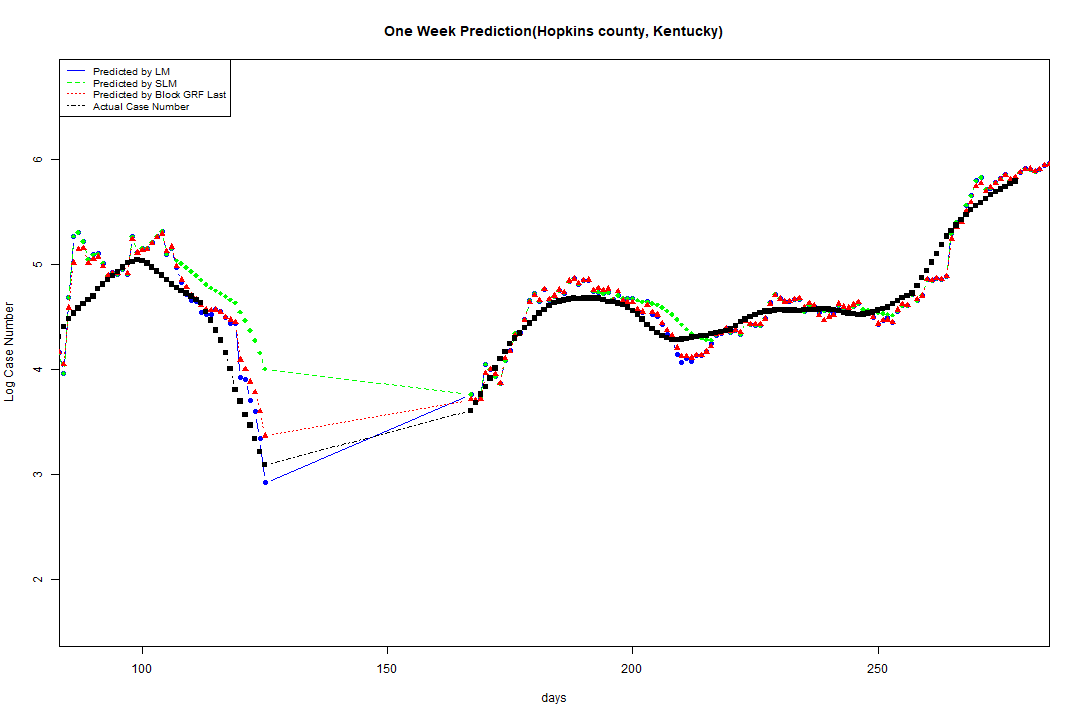 One Week Prediction(Hopkins county, Kentucky)
Predicted by LM
Predicted by SLM
Predicted by Block GRF Last
Actual Case Number
Log Case Number
6
5
4
3
2
100 150 200 250
days